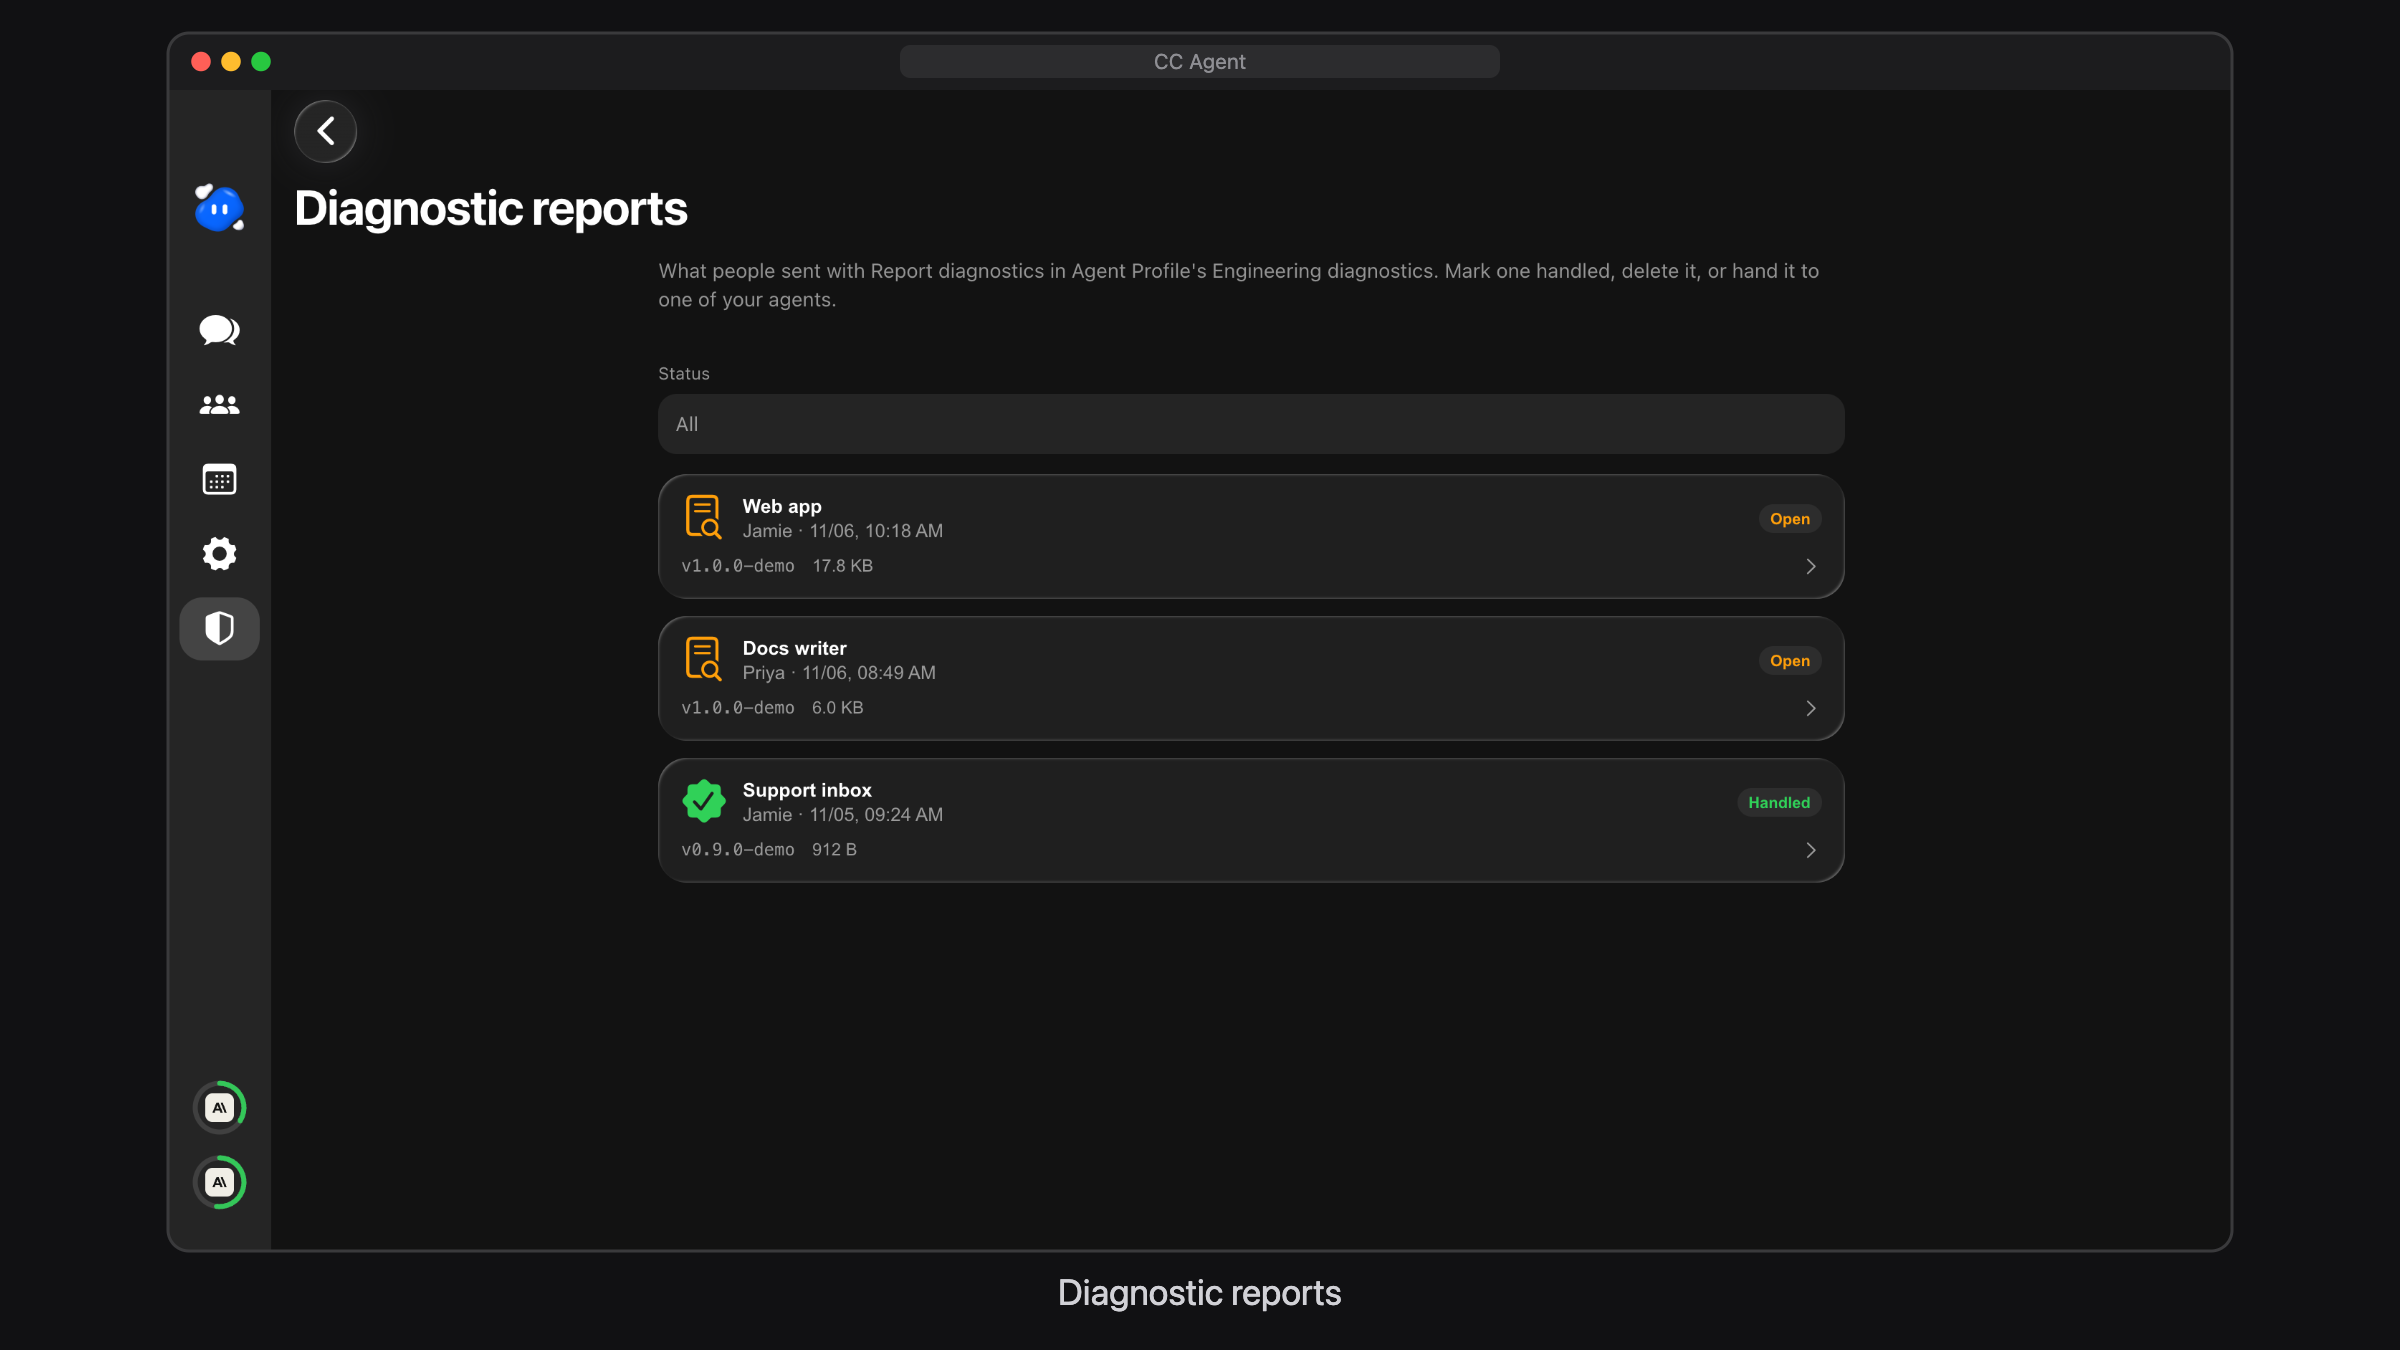 CC Agent
Diagnostic reports
What people sent with Report diagnostics in Agent Profile's Engineering diagnostics. Mark one handled, delete it, or hand it to
one of your agents.
Status
All
Web app
Jamie · 11/06, 10:18 AM
Open
v1.0.0-demo 17.8 KB
Docs writer
Priya · 11/06, 08:49 AM
Open
v1.0.0-demo 6.0 KB
Support inbox
Jamie · 11/05, 09:24 AM
Handled
v0.9.0-demo 912 B
A\
A\
Diagnostic reports